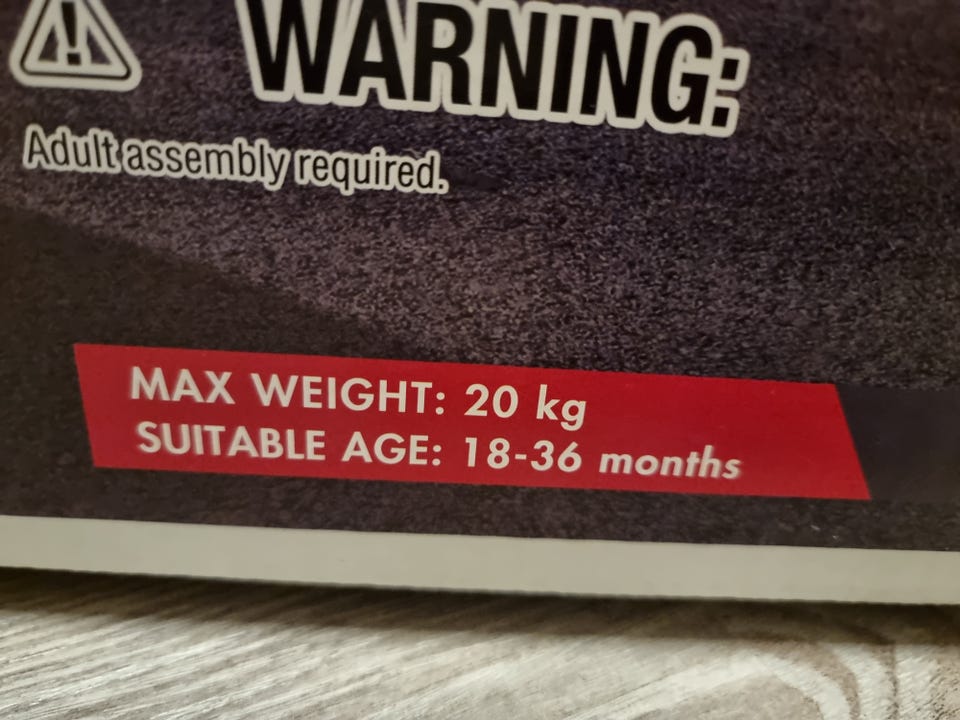 WARNING:
Adult assembly required.
MAX WEIGHT: 20 kg
SUITABLE AGE: 18-36 months